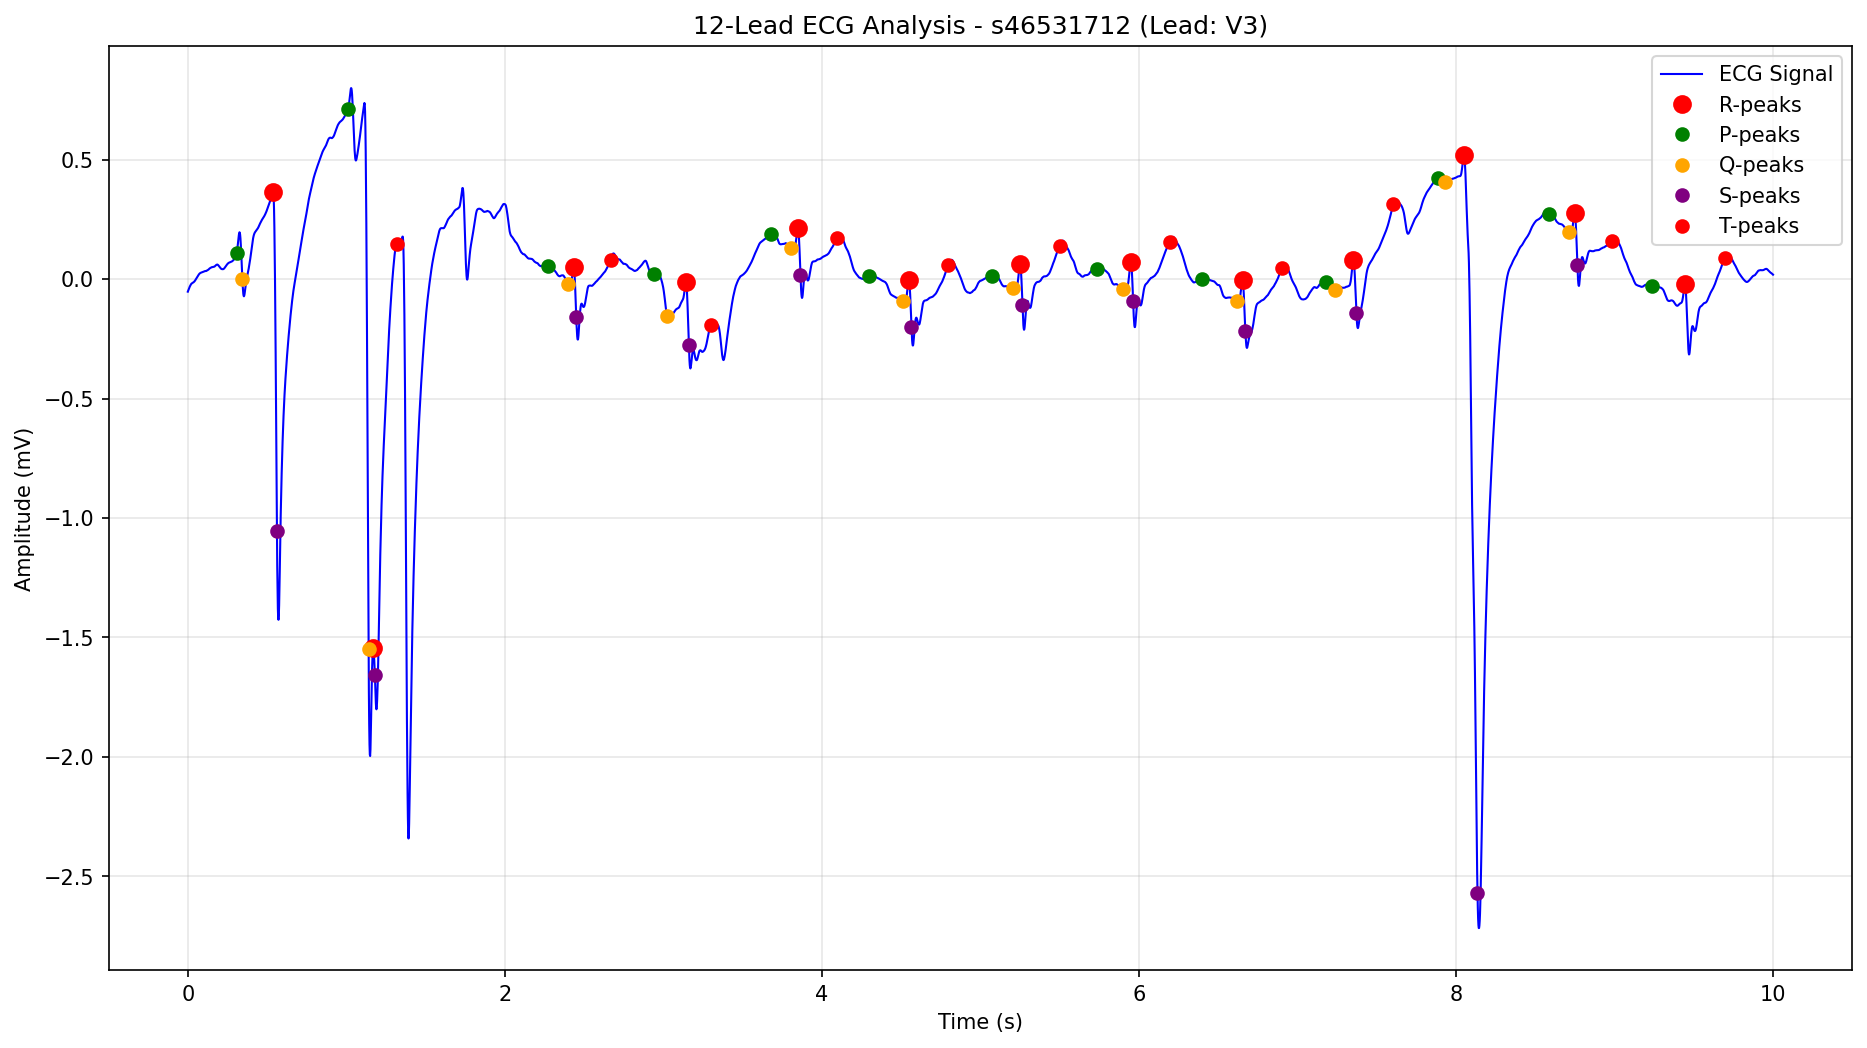 12-Lead ECG Analysis - s46531712 (Lead: V3)
ECG Signal
R-peaks
P-peaks
Q-peaks
S-peaks
T-peaks
Amplitude (mV)
0.5
0.0
−0.5
−1.0
−1.5
−2.0
−2.5
0 2 4 6 8 10
Time (s)